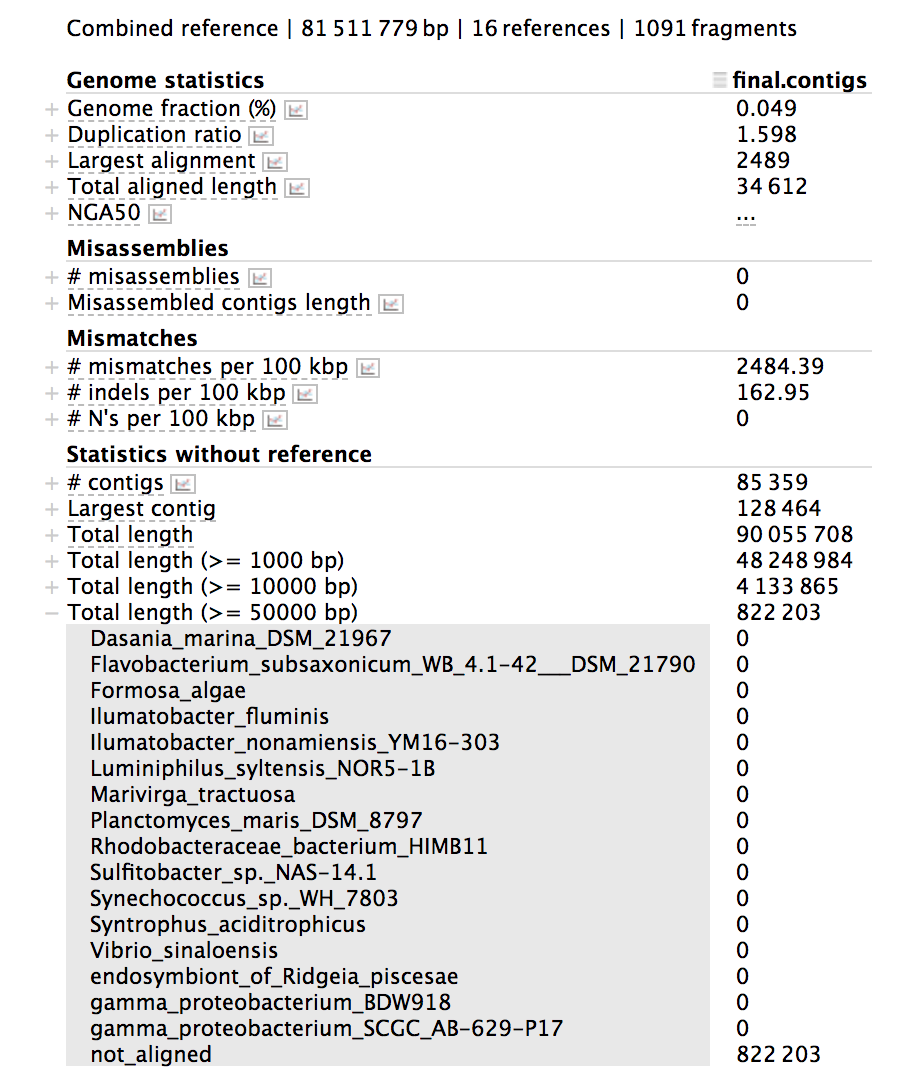 Combined reference | 81 511 779 bp | 16 references | 1091 fragments
Genome statistics final.contigs
+ Genome fraction (%) 0.049
+ Duplication ratio 1.598
+ Largest alignment 2489
+ Total aligned length 34 612
+ NGA50 ...
Misassemblies
+ # misassemblies 0
+ Misassembled contigs length 0
Mismatches
+ # mismatches per 100 kbp 2484.39
+ # indels per 100 kbp 162.95
+ # N's per 100 kbp 0
Statistics without reference
+ # contigs 85 359
+ Largest contig 128 464
+ Total length 90 055 708
+ Total length (>= 1000 bp) 48 248 984
+ Total length (>= 10000 bp) 4 133 865
− Total length (>= 50000 bp) 822 203
Dasania_marina_DSM_21967 0
Flavobacterium_subsaxonicum_WB_4.1-42___DSM_21790 0
Formosa_algae 0
Ilumatobacter_fluminis 0
Ilumatobacter_nonamiensis_YM16-303 0
Luminiphilus_syltensis_NOR5-1B 0
Marivirga_tractuosa 0
Planctomyces_maris_DSM_8797 0
Rhodobacteraceae_bacterium_HIMB11 0
Sulfitobacter_sp._NAS-14.1 0
Synechococcus_sp._WH_7803 0
Syntrophus_aciditrophicus 0
Vibrio_sinaloensis 0
endosymbiont_of_Ridgeia_piscesae 0
gamma_proteobacterium_BDW918 0
gamma_proteobacterium_SCGC_AB-629-P17 0
not_aligned 822 203